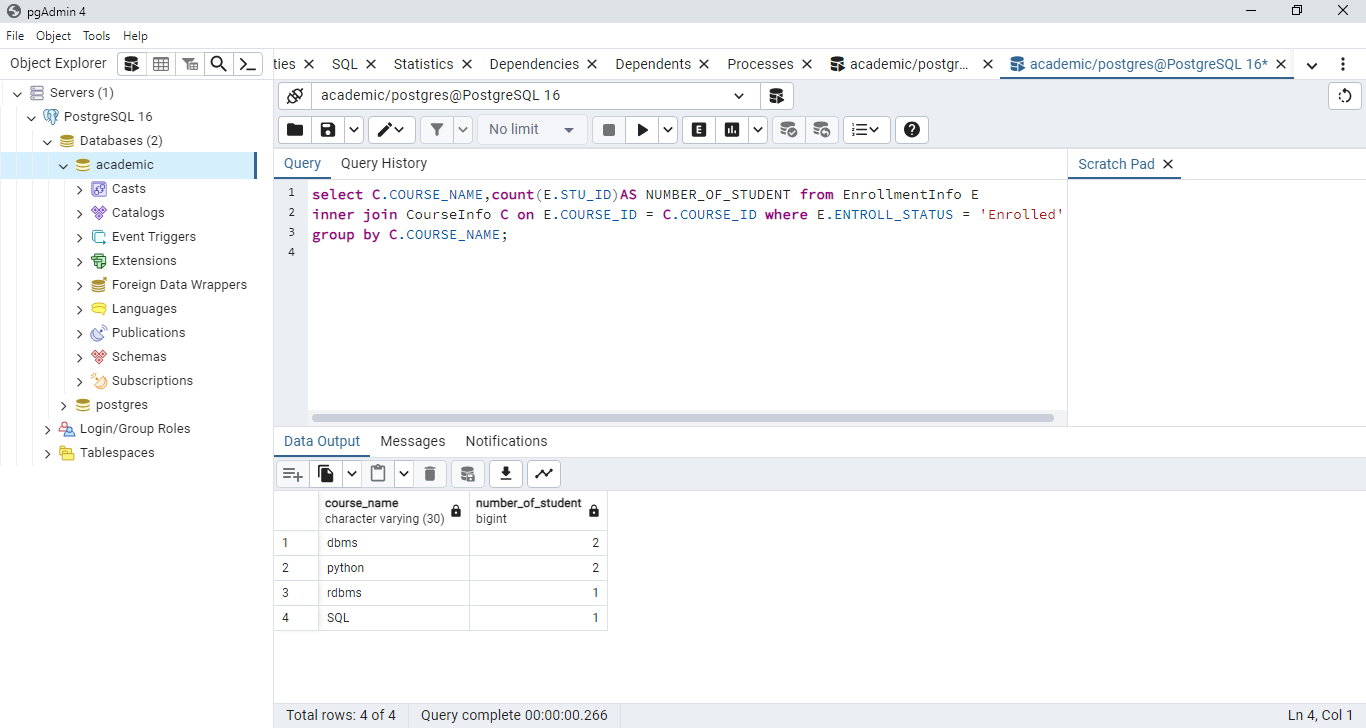 pgAdmin 4
File Object Tools Help
Object Explorer
ties SQL Statistics Dependencies Dependents Processes academic/postgr... academic/postgres@PostgreSQL 16*
Servers (1)
PostgreSQL 16
Databases (2)
academic
Casts
Catalogs
Event Triggers
Extensions
Foreign Data Wrappers
Languages
Publications
Schemas
Subscriptions
postgres
Login/Group Roles
Tablespaces
academic/postgres@PostgreSQL 16
No limit
E
Query Query History
Scratch Pad
1 select C.COURSE_NAME,count(E.STU_ID)AS NUMBER_OF_STUDENT from EnrollmentInfo E
2 inner join CourseInfo C on E.COURSE_ID = C.COURSE_ID where E.ENTROLL_STATUS = 'Enrolled'
3 group by C.COURSE_NAME;
4
Data Output Messages Notifications
course_name number_of_student
character varying (30) bigint
1 dbms 2
2 python 2
3 rdbms 1
4 SQL 1
Total rows: 4 of 4 Query complete 00:00:00.266 Ln 4, Col 1